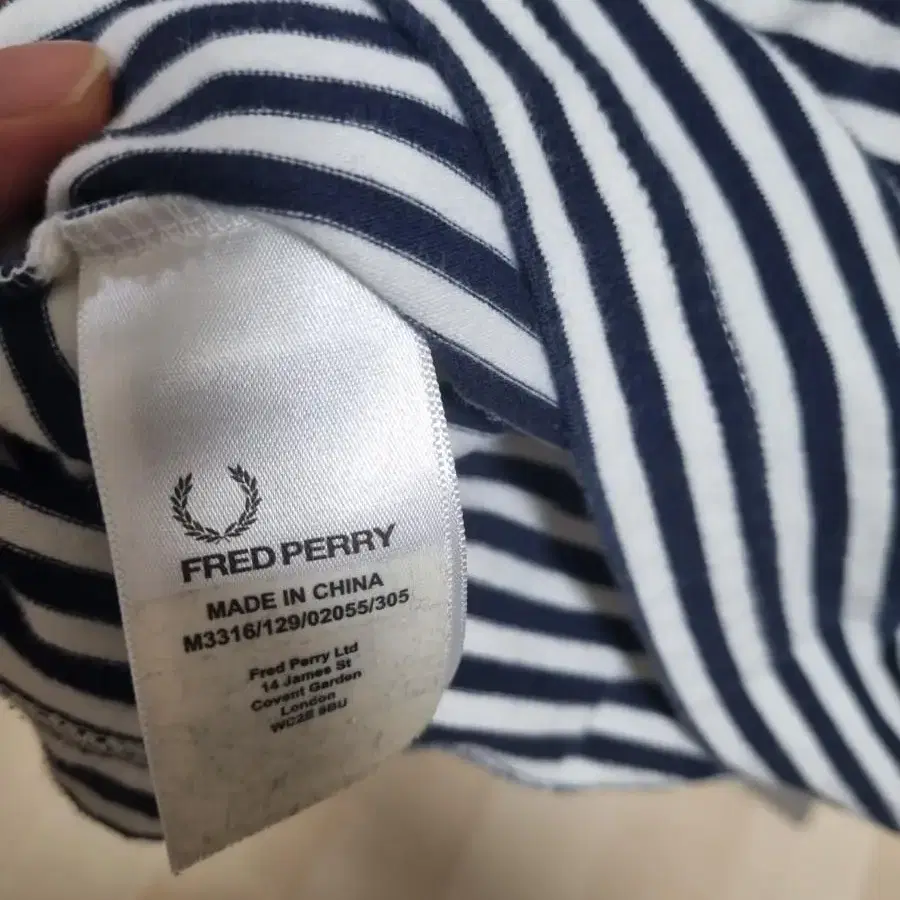 FRED PERRY
MADE IN CHINA
M3316/129/02055/305
Fred Perry Ltd
14 James St
Covent Garden
London
WC2E 8BU